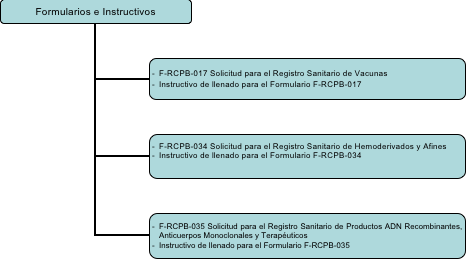 Formularios e Instructivos
- F-RCPB-017 Solicitud para el Registro Sanitario de Vacunas
- Instructivo de llenado para el Formulario F-RCPB-017
- F-RCPB-034 Solicitud para el Registro Sanitario de Hemoderivados y Afines
- Instructivo de llenado para el Formulario F-RCPB-034
- F-RCPB-035 Solicitud para el Registro Sanitario de Productos ADN Recombinantes,
Anticuerpos Monoclonales y Terapéuticos
- Instructivo de llenado para el Formulario F-RCPB-035